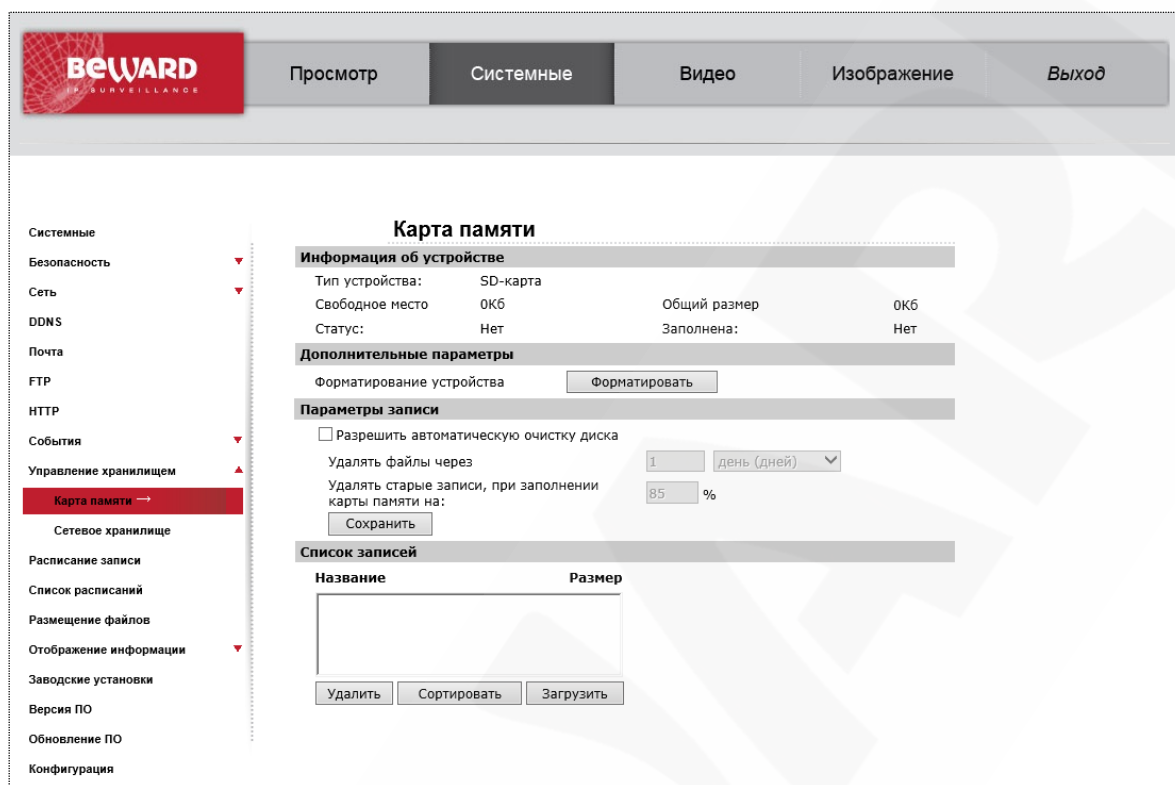 BEWARD
IP SURVEILLANCE
Просмотр
Системные
Видео
Изображение
Выход
Системные
Безопасность
Сеть
DDNS
Почта
FTP
HTTP
События
Управление хранилищем
Карта памяти →
Сетевое хранилище
Расписание записи
Список расписаний
Размещение файлов
Отображение информации
Заводские установки
Версия ПО
Обновление ПО
Конфигурация
Карта памяти
Информация об устройстве
Тип устройства: SD-карта
Свободное место 0Кб Общий размер 0Кб
Статус: Нет Заполнена: Нет
Дополнительные параметры
Форматирование устройства Форматировать
Параметры записи
Разрешить автоматическую очистку диска
Удалять файлы через 1 день (дней)
Удалять старые записи, при заполнении
карты памяти на: 85 %
Сохранить
Список записей
Название Размер
Удалить Сортировать Загрузить